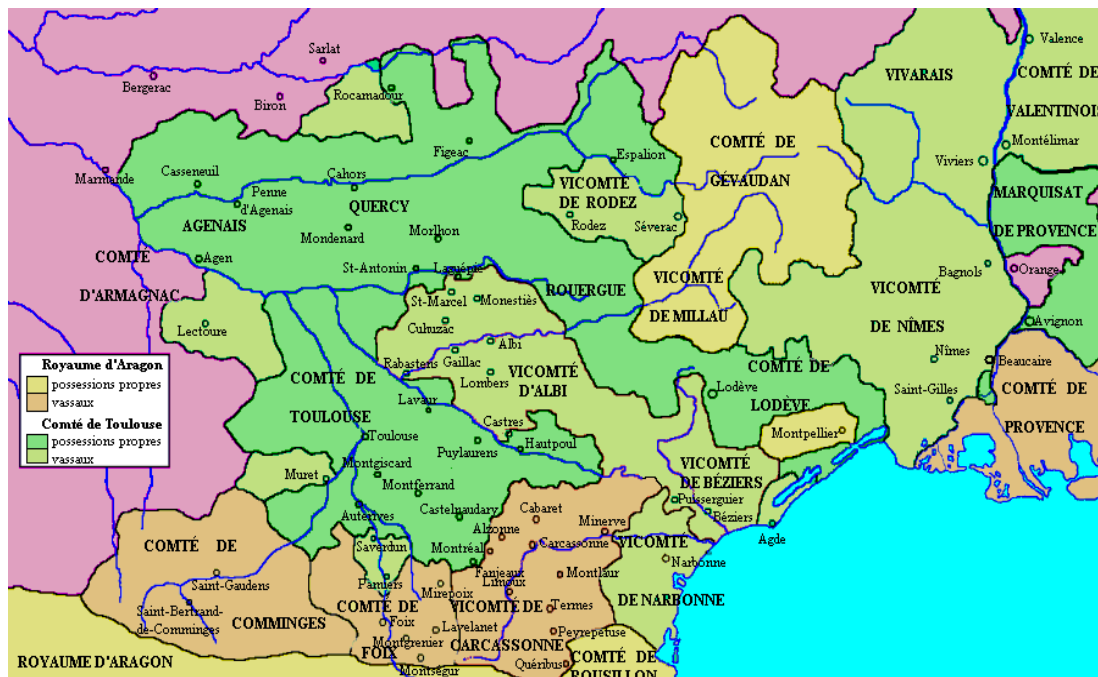 Sarlat
Bergerac
Biron
Rocamadour
Figeac
Marmande
Casseneuil
Penne
d'Agenais
Cahors
QUERCY
AGENAIS
Mondenard
Morlhon
Agen
St-Antonin
Laguépie
ROUERGUE
Espalion
VICOMTÉ
DE RODEZ
Rodez
Séverac
COMTÉ DE
GÉVAUDAN
VICOMTÉ
DE MILLAU
VIVARAIS
Valence
COMTÉ DE
VALENTINOIS
Montélimar
Viviers
MARQUISAT
DE PROVENCE
Orange
Bagnols
VICOMTÉ
DE NÎMES
Avignon
Nîmes
Beaucaire
Saint-Gilles
COMTÉ DE
PROVENCE
COMTÉ
D'ARMAGNAC
Lectoure
St-Marcel
Monestiès
Cuhuzac
Albi
Gaillac
Rabastens
Lombers
VICOMTÉ
D'ALBI
Lavaur
Castres
Hautpoul
Puylaurens
COMTÉ DE
TOULOUSE
Toulouse
Montgiscard
Montferrand
Muret
Auterives
Castelnaudary
Lodève
COMTÉ DE
LODÈVE
Montpellier
VICOMTÉ
DE BÉZIERS
Puisserguier
Béziers
Agde
Royaume d'Aragon
possessions propres
vassaux
Comté de Toulouse
possessions propres
vassaux
COMTÉ DE
COMMINGES
Saint-Gaudens
Saint-Bertrand-
de-Comminges
Saverdun
Pamiers
Montréal
Fanjeaux
Alzonne
Cabaret
Minerve
Carcassonne
Limoux
Montlaur
Mirepoix
COMTÉ DE
FOIX
Foix
Lavelanet
Montgrenier
Montségur
VICOMTÉ DE
CARCASSONNE
Termes
Peyrepetuse
Quéribus
VICOMTÉ
DE NARBONNE
Narbonne
COMTÉ DE
ROUSILLON
ROYAUME D'ARAGON